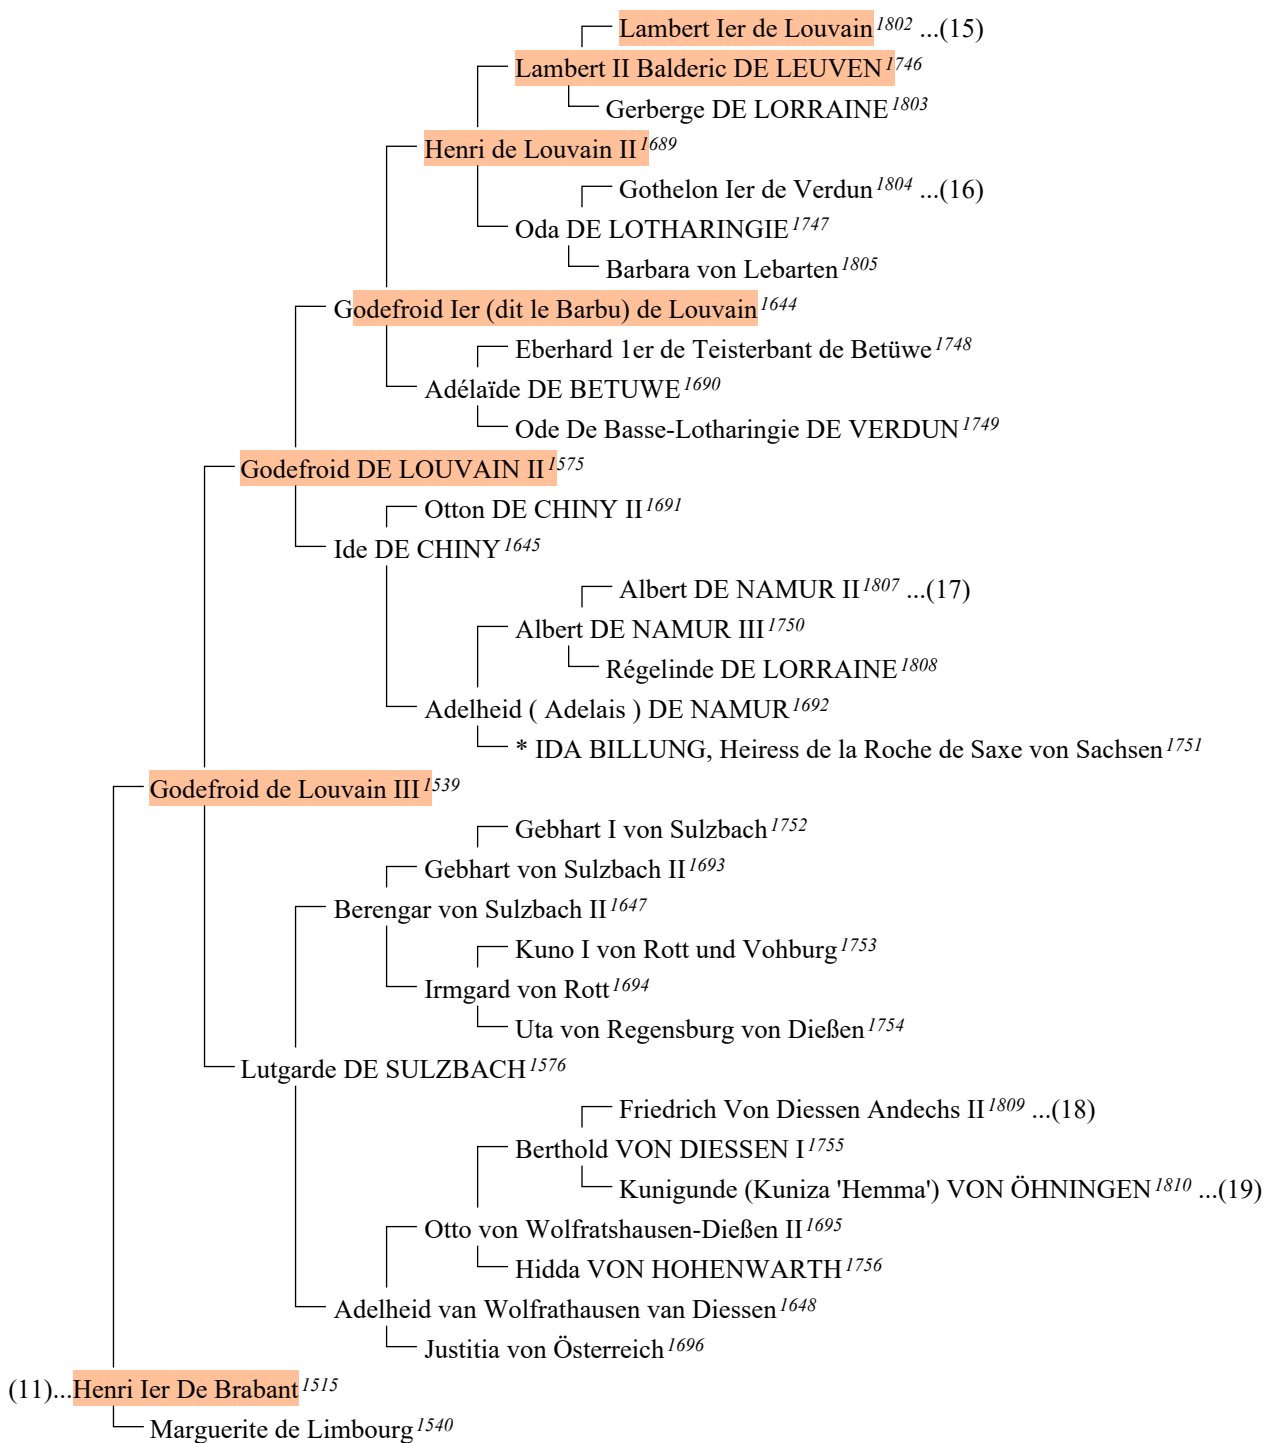 Lambert Ier de Louvain 1802 ...(15)
Lambert II Balderic DE LEUVEN 1746
Gerberge DE LORRAINE 1803
Henri de Louvain II 1689
Gothelon Ier de Verdun 1804 ...(16)
Oda DE LOTHARINGIE 1747
Barbara von Lebarten 1805
Godefroid Ier (dit le Barbu) de Louvain 1644
Eberhard 1er de Teisterbant de Betüwe 1748
Adélaïde DE BETUWE 1690
Ode De Basse-Lotharingie DE VERDUN 1749
Godefroid DE LOUVAIN II 1575
Otton DE CHINY II 1691
Ide DE CHINY 1645
Albert DE NAMUR II 1807 ...(17)
Albert DE NAMUR III 1750
Régelinde DE LORRAINE 1808
Adelheid ( Adelais ) DE NAMUR 1692
* IDA BILLUNG, Heiress de la Roche de Saxe von Sachsen 1751
Godefroid de Louvain III 1539
Gebhart I von Sulzbach 1752
Gebhart von Sulzbach II 1693
Berengar von Sulzbach II 1647
Kuno I von Rott und Vohburg 1753
Irmgard von Rott 1694
Uta von Regensburg von Dießen 1754
Lutgarde DE SULZBACH 1576
Friedrich Von Diessen Andechs II 1809 ...(18)
Berthold VON DIESSEN I 1755
Kunigunde (Kuniza 'Hemma') VON ÖHNINGEN 1810 ...(19)
Otto von Wolfratshausen-Dießen II 1695
Hidda VON HOHENWARTH 1756
Adelheid van Wolfrathausen van Diessen 1648
Justitia von Österreich 1696
(11)...Henri Ier De Brabant 1515
Marguerite de Limbourg 1540